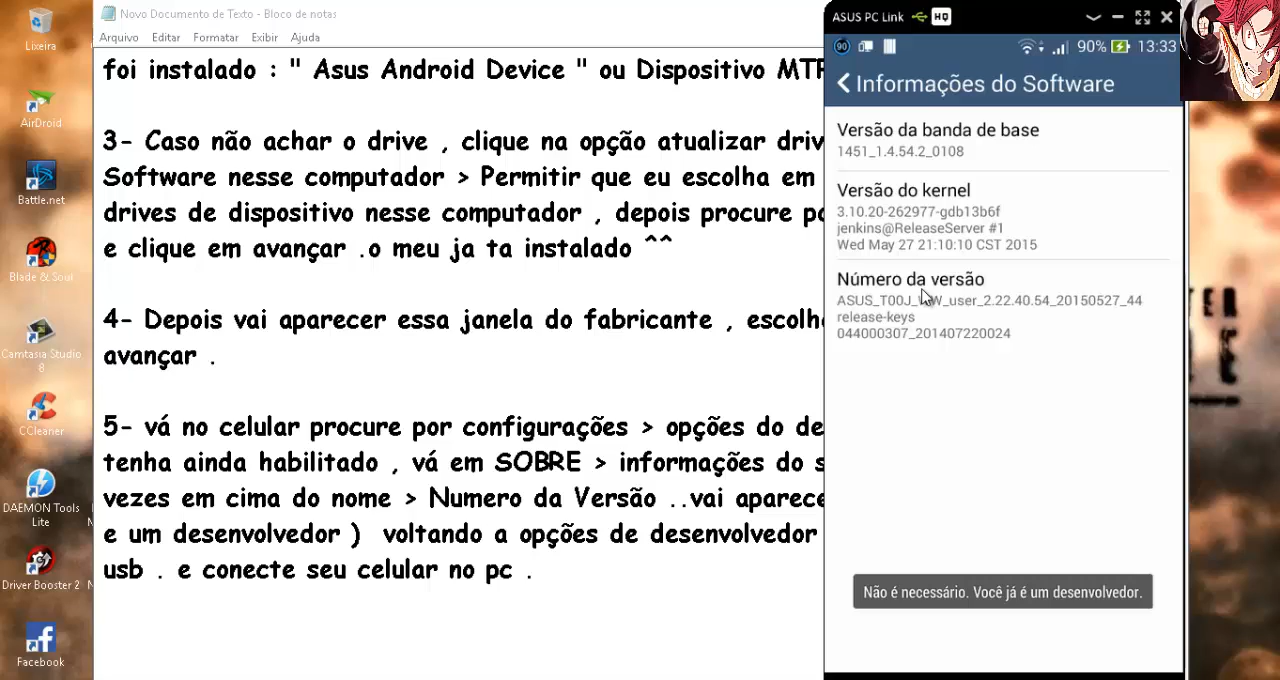 Novo Documento de Texto - Bloco de notas
Arquivo Editar Formatar Exibir Ajuda
foi instalado : " Asus Android Device " ou Dispositivo MTP
3- Caso não achar o drive , clique na opção atualizar driv
Software nesse computador > Permitir que eu escolha em
drives de dispositivo nesse computador , depois procure po
e clique em avançar .o meu ja ta instalado ^^
4- Depois vai aparecer essa janela do fabricante , escolh
avançar .
5- vá no celular procure por configurações > opções do de
tenha ainda habilitado , vá em SOBRE > informações do s
vezes em cima do nome > Numero da Versão ..vai aparece
e um desenvolvedor ) voltando a opções de desenvolvedor
usb . e conecte seu celular no pc .
Lixeira
AirDroid
Battle.net
Blade & Soul
Camtasia Studio
8
CCleaner
DAEMON Tools
Lite
Driver Booster 2
Facebook
ASUS PC Link HQ
90 90% 13:33
Informações do Software
Versão da banda de base
1451_1.4.54.2_0108
Versão do kernel
3.10.20-262977-gdb13b6f
jenkins@ReleaseServer #1
Wed May 27 21:10:10 CST 2015
Número da versão
ASUS_T00J_WW_user_2.22.40.54_20150527_44
release-keys
044000307_201407220024
Não é necessário. Você já é um desenvolvedor.